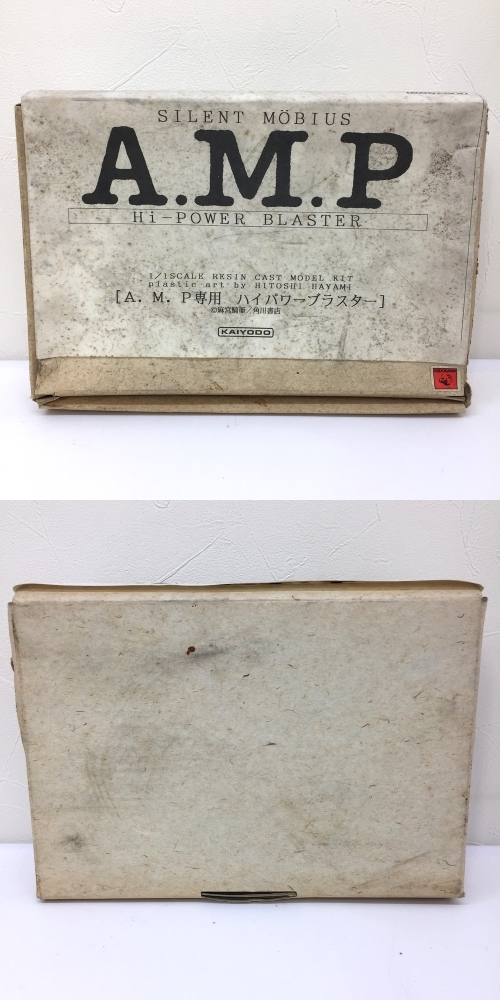 SILENT MÖBIUS
A.M.P
Hi-POWER BLASTER
1/1SCALE RESIN CAST MODEL KIT
plastic art by HITOSHI HAYAMI
[A. M. P専用 ハイパワーブラスター]
©麻宮騎亜/角川書店
KAIYODO